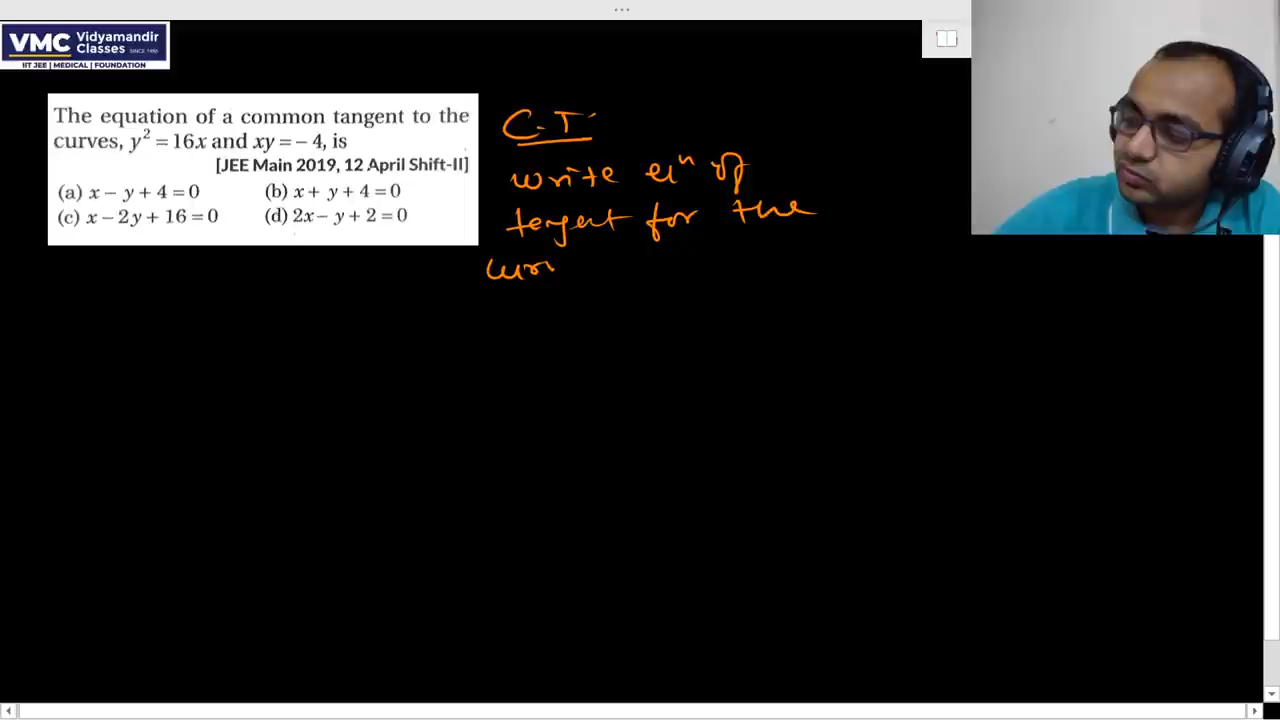 VMC Vidyamandir Classes
SINCE 1986
IIT JEE | MEDICAL | FOUNDATION
The equation of a common tangent to the
curves, y² = 16x and xy = – 4, is
[JEE Main 2019, 12 April Shift-II]
(a) x – y + 4 = 0 (b) x + y + 4 = 0
(c) x – 2y + 16 = 0 (d) 2x – y + 2 = 0
C.T.
write eqⁿ of
tangent for the